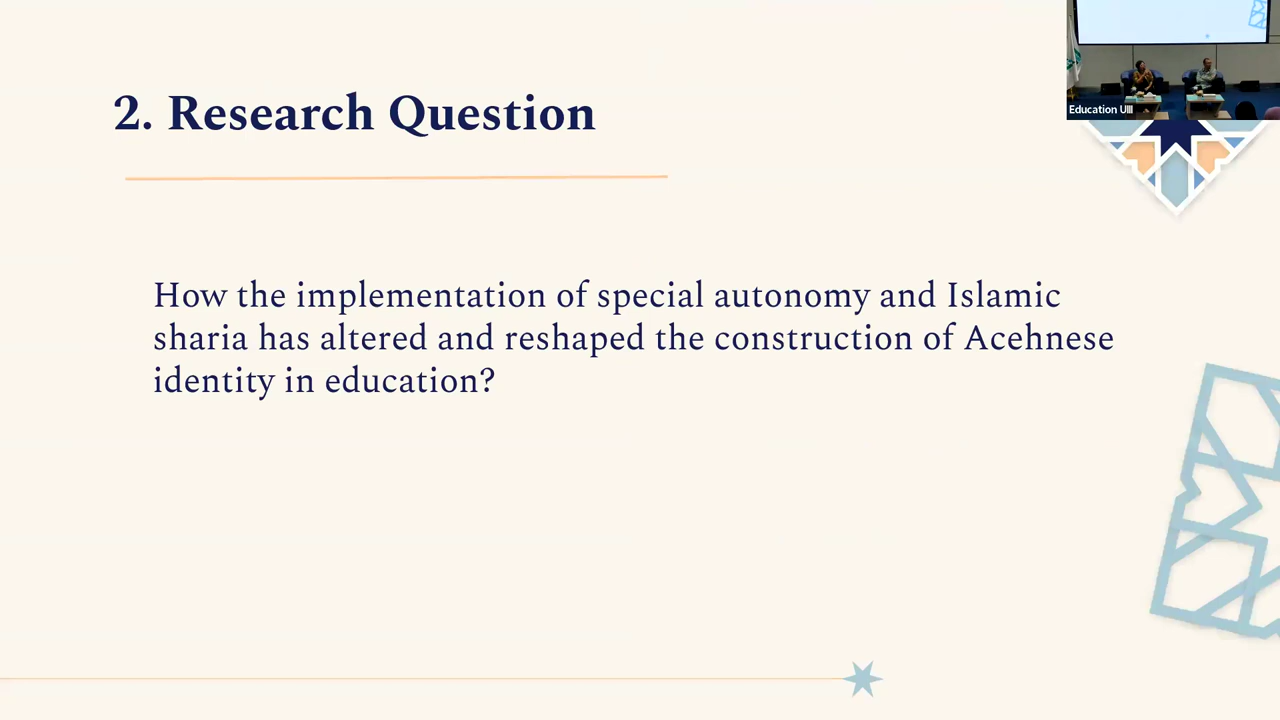 2. Research Question
Education UIII
How the implementation of special autonomy and Islamic
sharia has altered and reshaped the construction of Acehnese
identity in education?